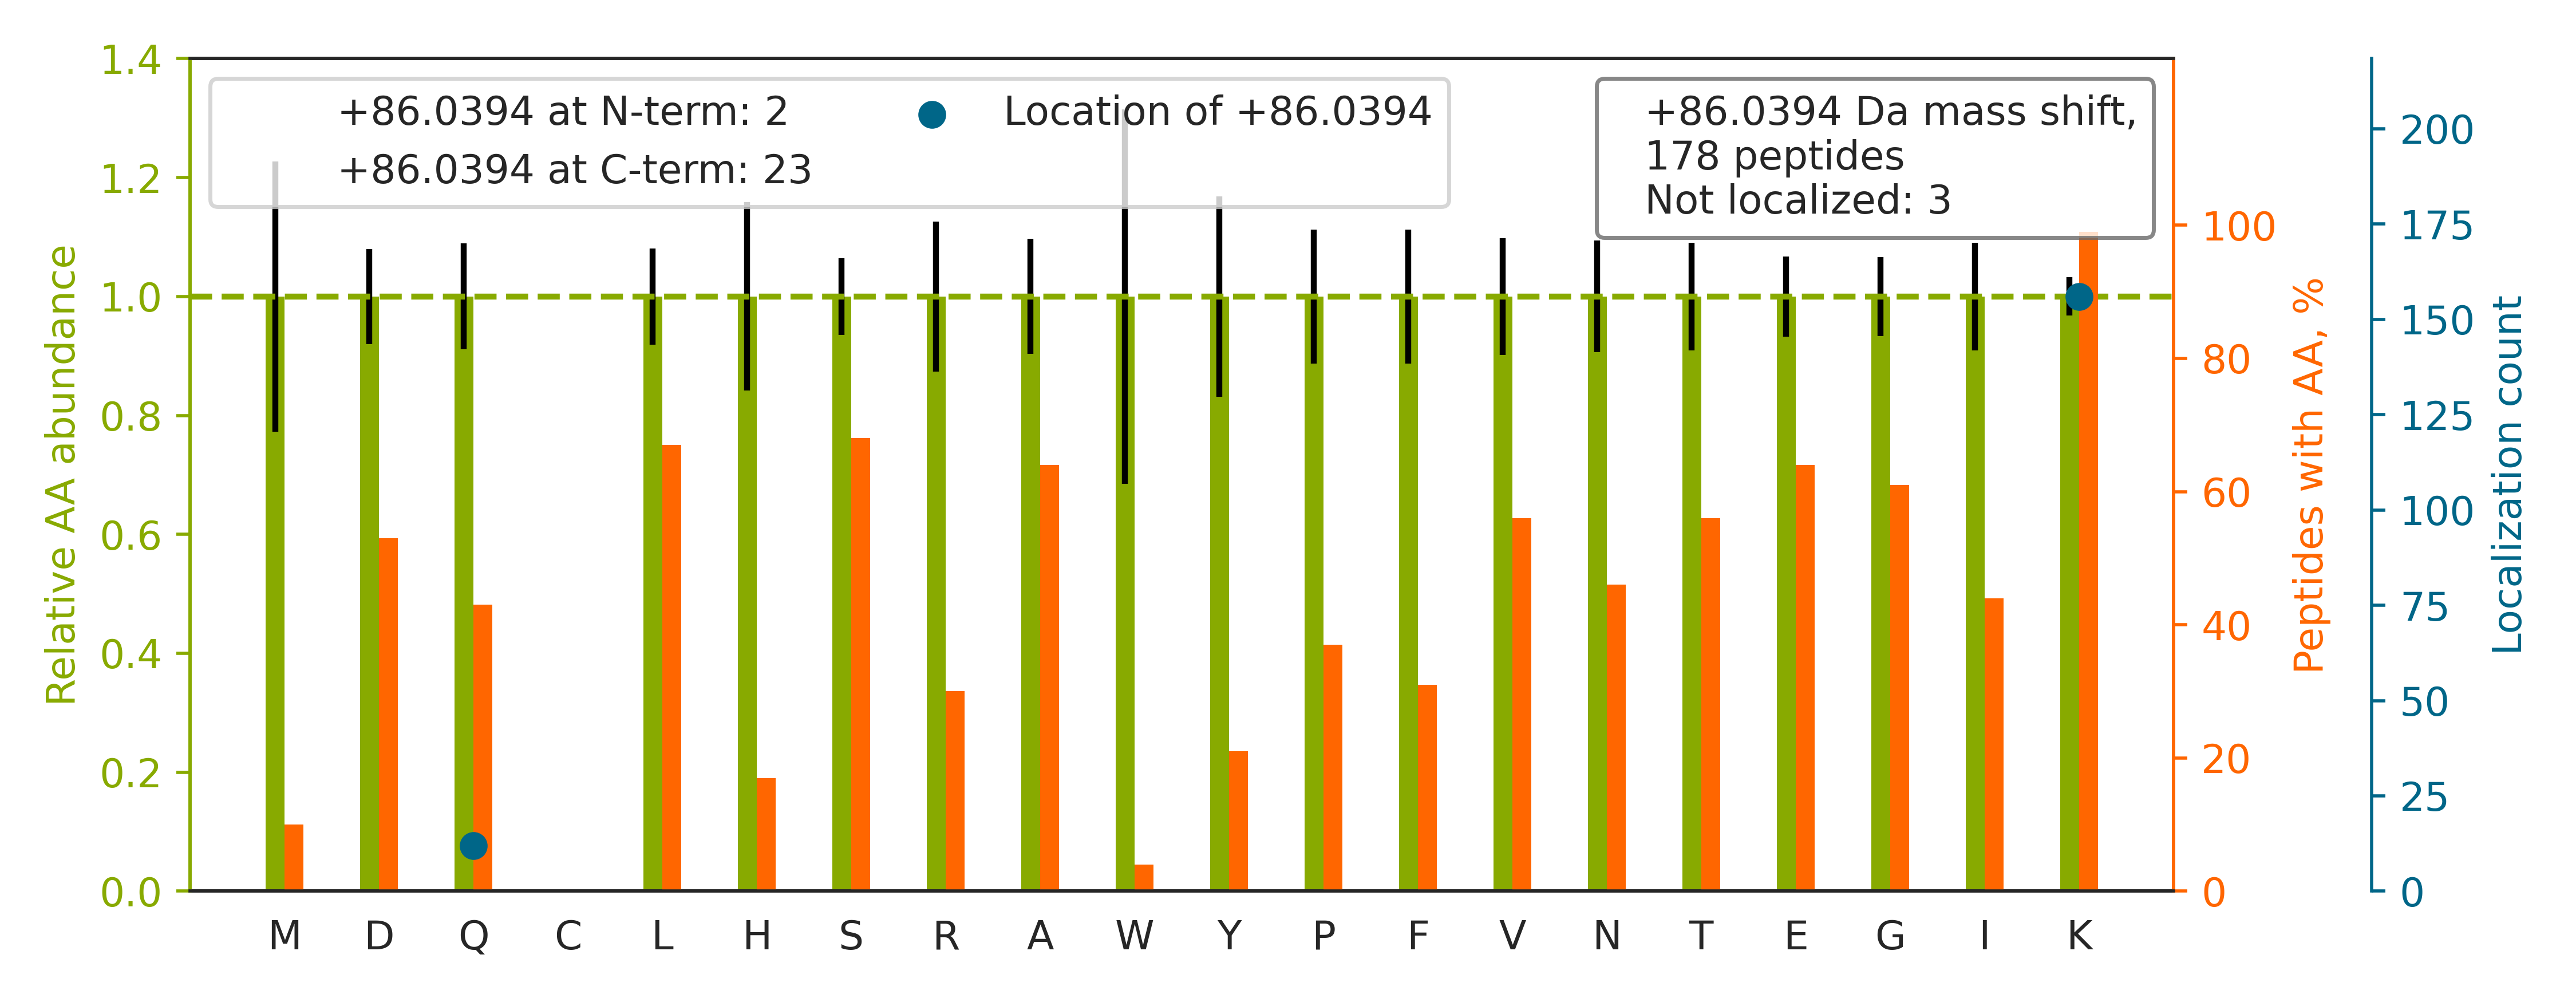 +86.0394 at N-term: 2
+86.0394 at C-term: 23
Location of +86.0394
+86.0394 Da mass shift,
178 peptides
Not localized: 3
Relative AA abundance
1.4
1.2
1.0
0.8
0.6
0.4
0.2
0.0
M D Q C L H S R A W Y P F V N T E G I K
100
80
60
40
20
0
Peptides with AA, %
200
175
150
125
100
75
50
25
0
Localization count